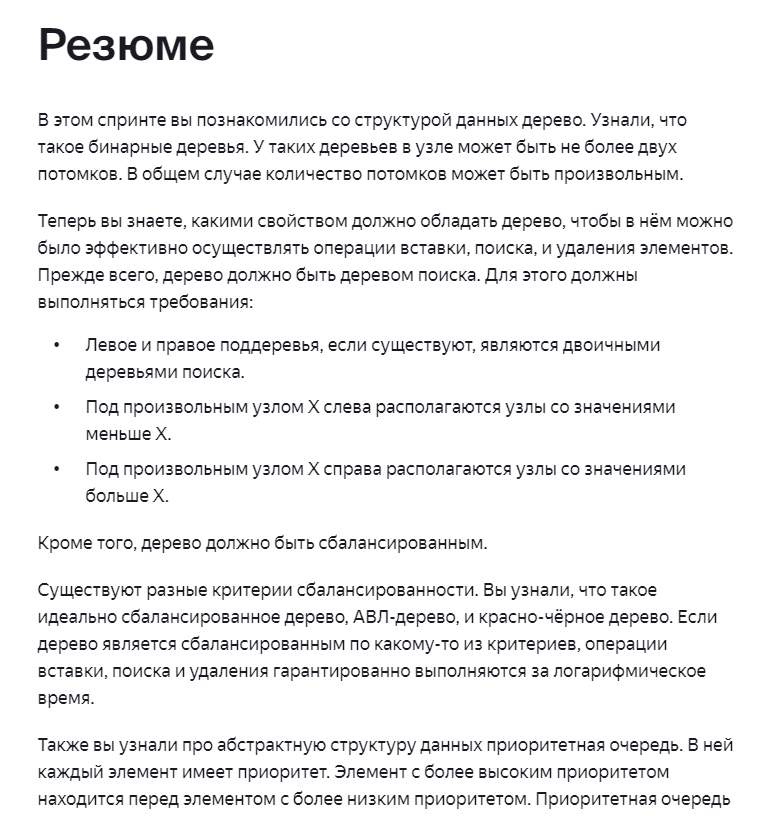 Резюме
В этом спринте вы познакомились со структурой данных дерево. Узнали, что
такое бинарные деревья. У таких деревьев в узле может быть не более двух
потомков. В общем случае количество потомков может быть произвольным.
Теперь вы знаете, какими свойством должно обладать дерево, чтобы в нём можно
было эффективно осуществлять операции вставки, поиска, и удаления элементов.
Прежде всего, дерево должно быть деревом поиска. Для этого должны
выполняться требования:
• Левое и правое поддеревья, если существуют, являются двоичными
деревьями поиска.
• Под произвольным узлом X слева располагаются узлы со значениями
меньше X.
• Под произвольным узлом X справа располагаются узлы со значениями
больше X.
Кроме того, дерево должно быть сбалансированным.
Существуют разные критерии сбалансированности. Вы узнали, что такое
идеально сбалансированное дерево, АВЛ-дерево, и красно-чёрное дерево. Если
дерево является сбалансированным по какому-то из критериев, операции
вставки, поиска и удаления гарантированно выполняются за логарифмическое
время.
Также вы узнали про абстрактную структуру данных приоритетная очередь. В ней
каждый элемент имеет приоритет. Элемент с более высоким приоритетом
находится перед элементом с более низким приоритетом. Приоритетная очередь